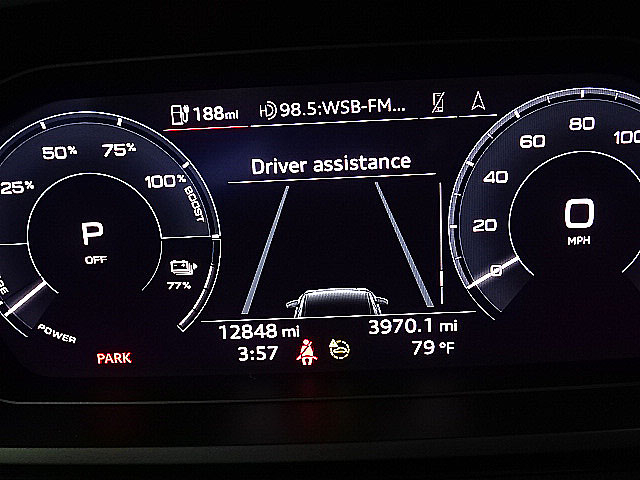 188mi
98.5:WSB-FM...
Driver assistance
25%
50%
75%
100%
BOOST
P
OFF
77%
POWER
PARK
20
40
60
80
100
0
MPH
12848 mi
3970.1 mi
3:57
79 °F